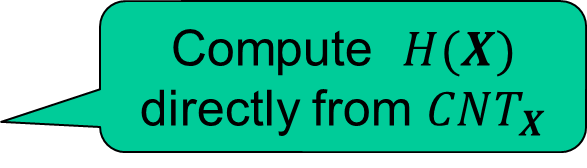 Compute H(X)
directly from CNT_X